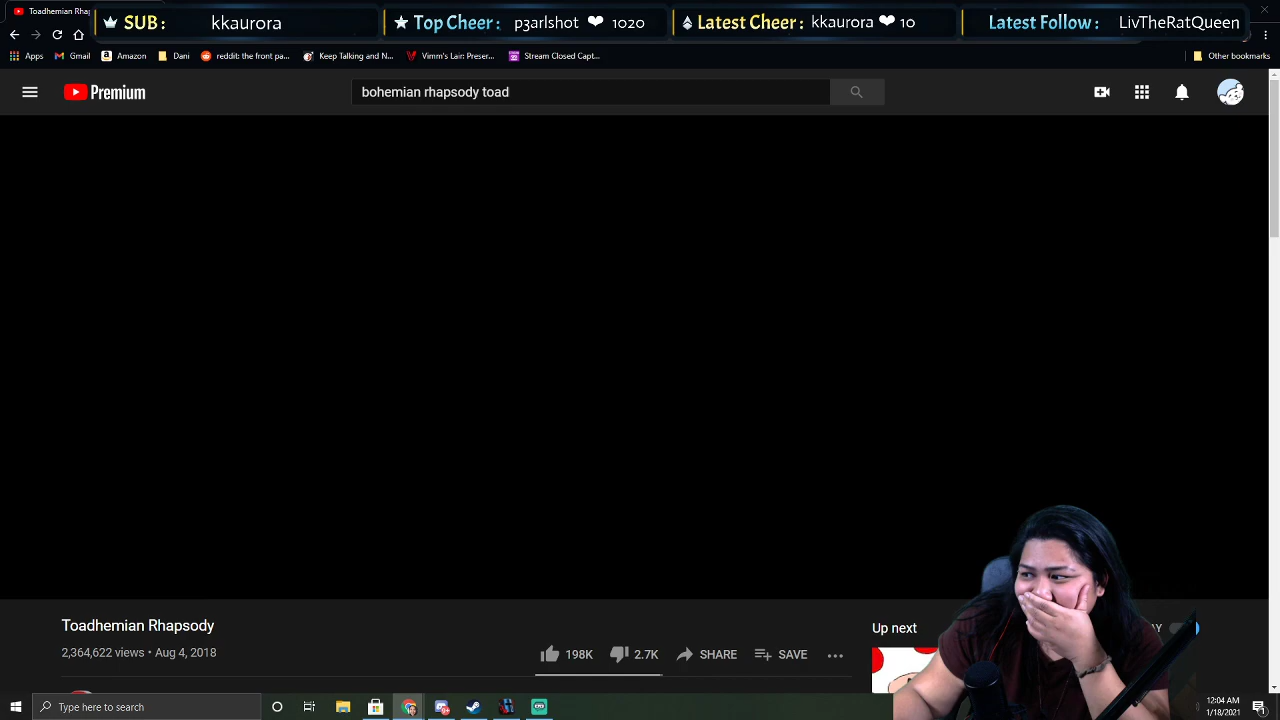 SUB: kkaurora
★ Top Cheer: p3arlshot ❤ 1020
Latest Cheer: kkaurora ❤ 10
Latest Follow: LivTheRatQueen
Toadhemian Rhap
Apps
Gmail
Amazon
Dani
reddit: the front pa...
Keep Talking and N...
Vimm's Lair: Preser...
Stream Closed Capt...
Other bookmarks
Premium
bohemian rhapsody toad
Toadhemian Rhapsody
2,364,622 views • Aug 4, 2018
198K
2.7K
SHARE
SAVE
Up next
AY
Type here to search
12:04 AM
1/18/2021